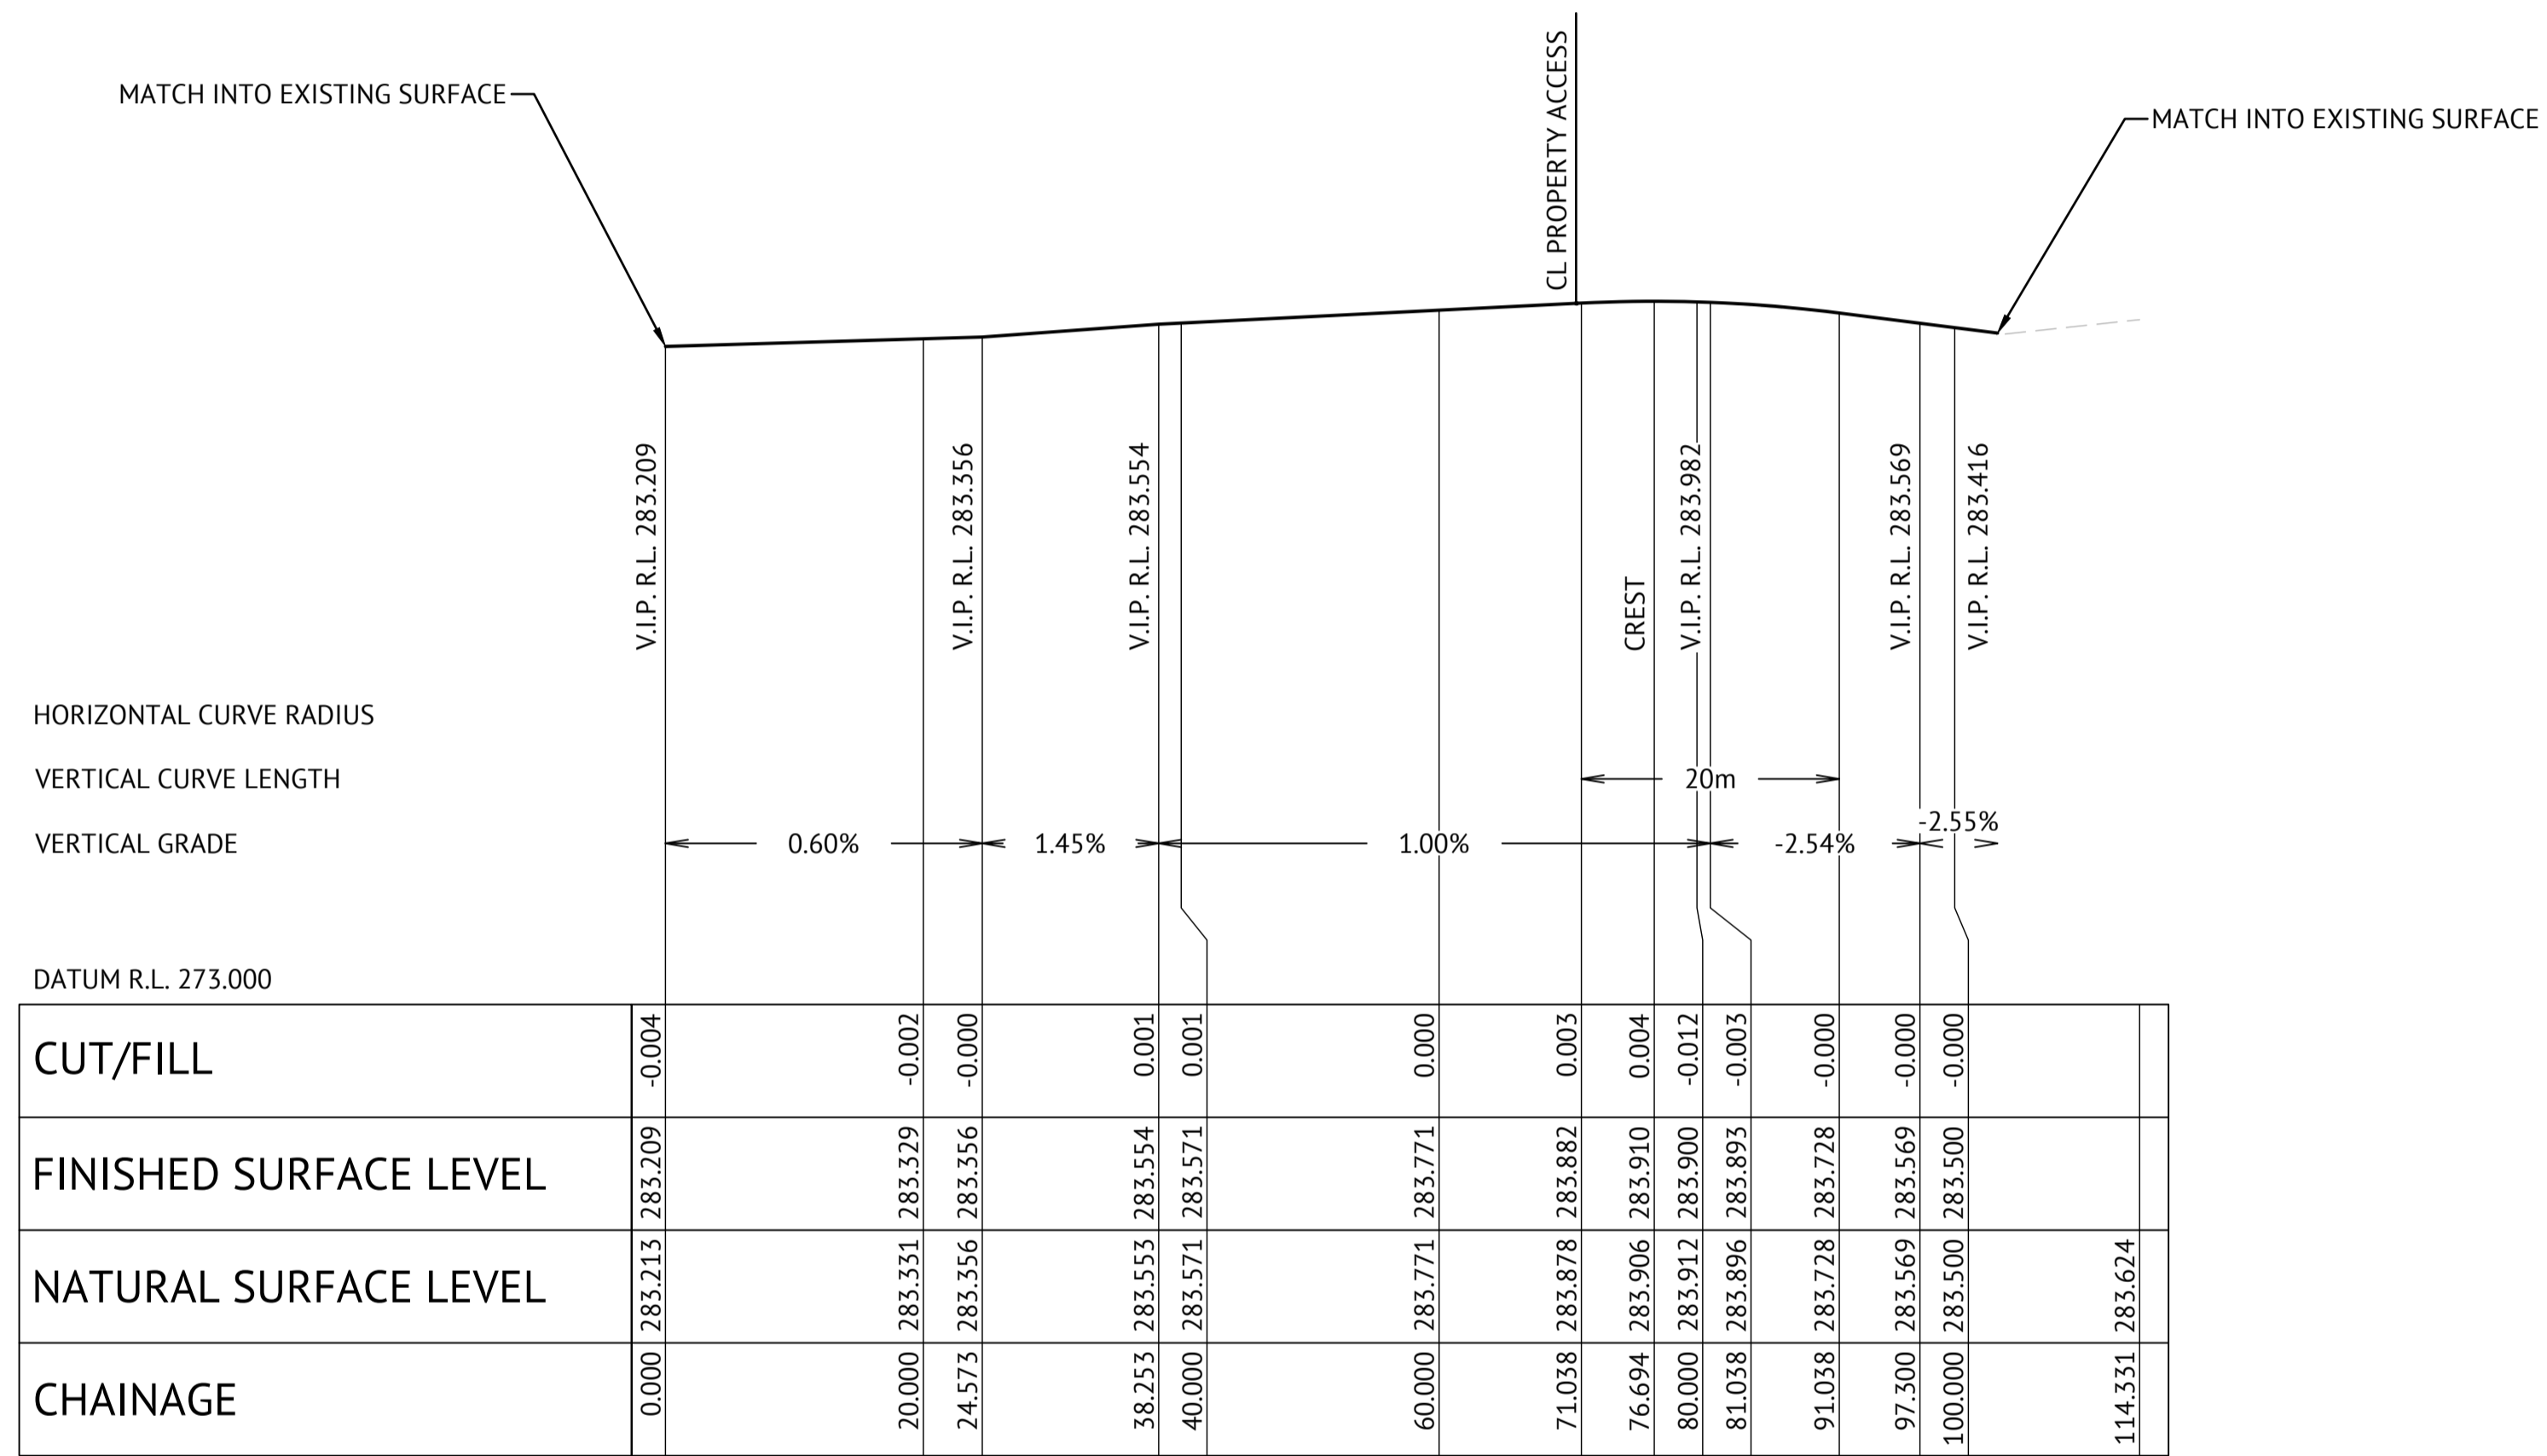 CL PROPERTY ACCESS
MATCH INTO EXISTING SURFACE
MATCH INTO EXISTING SURFACE
V.I.P. R.L. 283.209
V.I.P. R.L. 283.356
V.I.P. R.L. 283.554
CREST
V.I.P. R.L. 283.982
V.I.P. R.L. 283.569
V.I.P. R.L. 283.416
HORIZONTAL CURVE RADIUS
VERTICAL CURVE LENGTH 20m
VERTICAL GRADE 0.60% 1.45% 1.00% -2.54% -2.55%
DATUM R.L. 273.000
CUT/FILL -0.004 -0.002 -0.000 0.001 0.001 0.000 0.003 0.004 -0.012 -0.003 -0.000 -0.000 -0.000
FINISHED SURFACE LEVEL 283.209 283.329 283.356 283.554 283.571 283.771 283.882 283.910 283.900 283.893 283.728 283.569 283.500
NATURAL SURFACE LEVEL 283.213 283.331 283.356 283.553 283.571 283.771 283.878 283.906 283.912 283.896 283.728 283.569 283.500 283.624
CHAINAGE 0.000 20.000 24.573 38.253 40.000 60.000 71.038 76.694 80.000 81.038 91.038 97.300 100.000 114.331